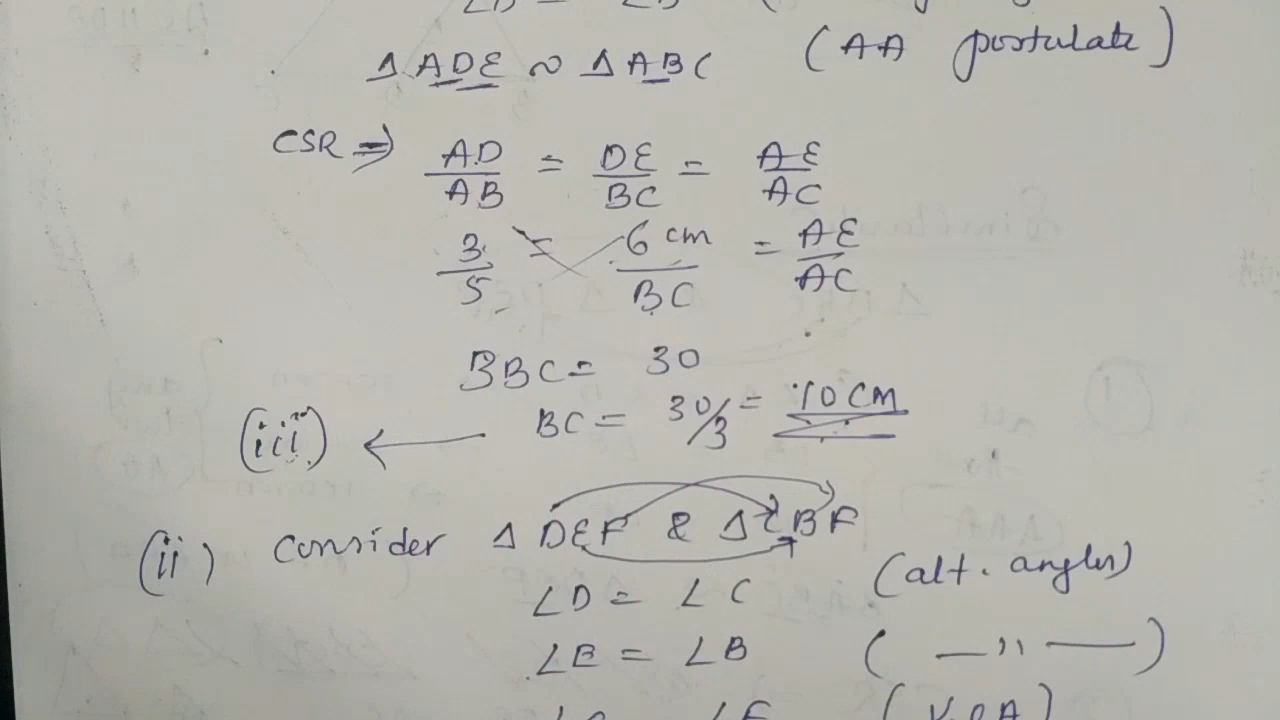 Δ ADE ~ Δ ABC (AA postulate)
CSR ⇒ AD/AB = DE/BC = AE/AC
3/5 = 6 cm/BC = AE/AC
3BC = 30
(iii) ← BC = 30/3 = 10 CM
(ii) Consider Δ DEF & Δ CBF
∠D = ∠C (alt. angles)
∠E = ∠B ( —〃— )